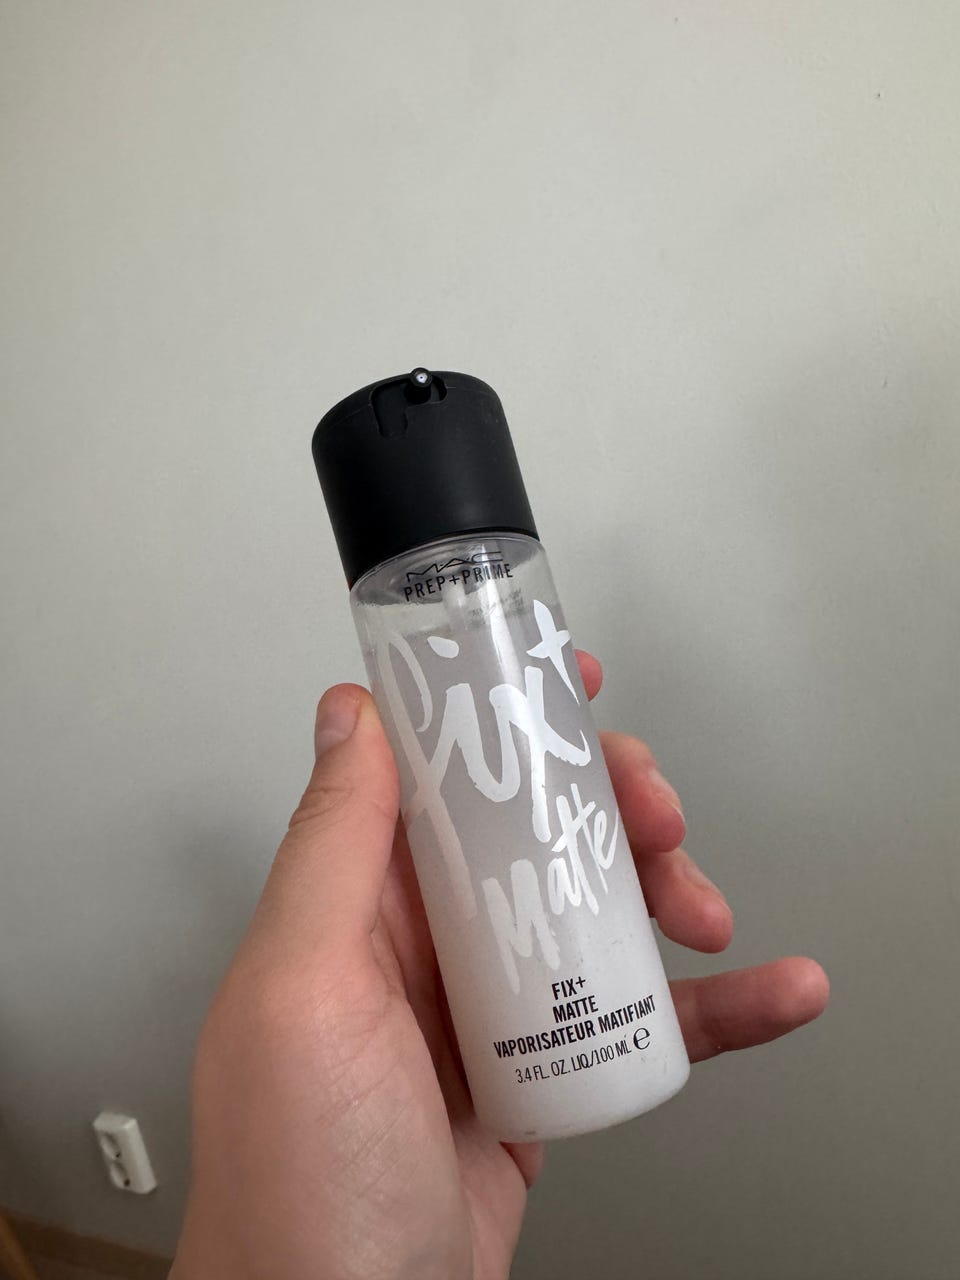 MAC
PREP+PRIME
fix+
Matte
FIX+
MATTE
VAPORISATEUR MATIFIANT
3.4 FL. OZ. LIQ./100 ML ℮